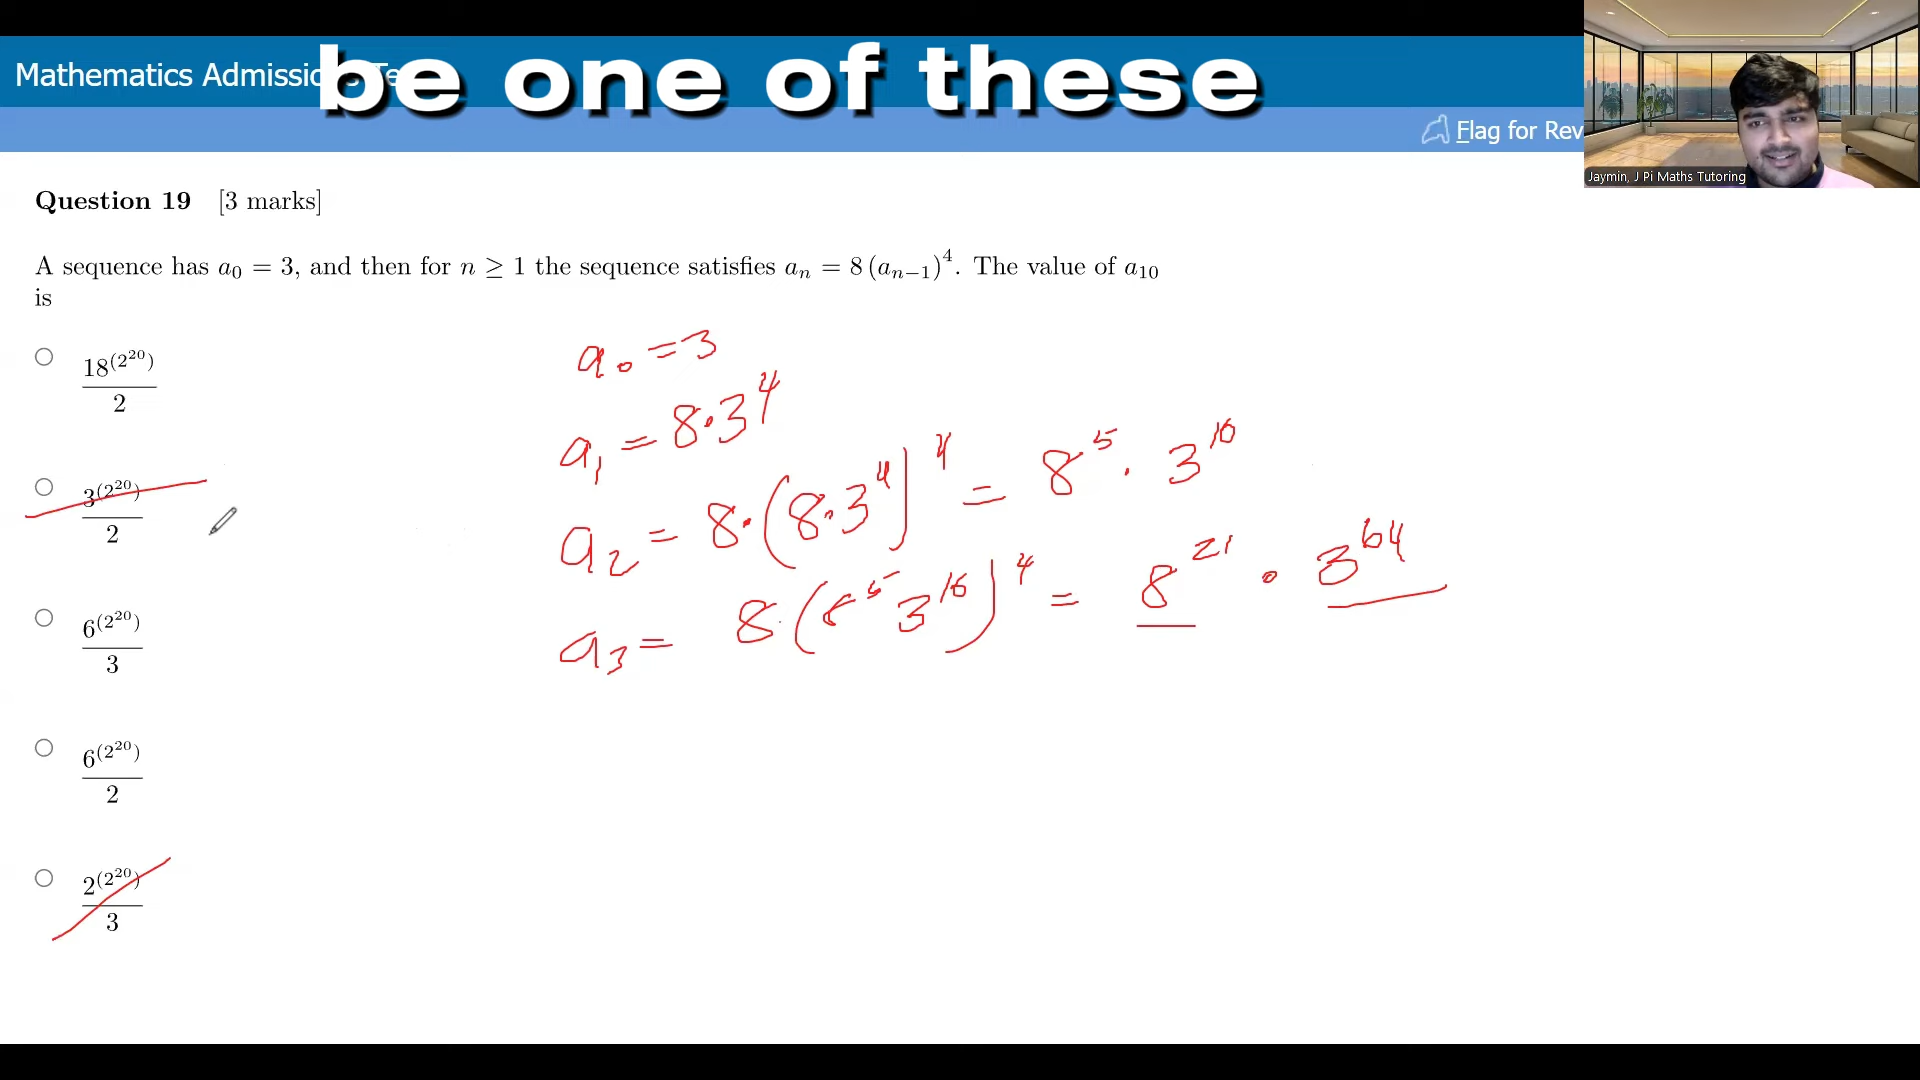 Mathematics Admissi
be one of these
Flag for Rev
Jaymin, J Pi Maths Tutoring
Question 19 [3 marks]
A sequence has a₀ = 3, and then for n ≥ 1 the sequence satisfies aₙ = 8 (aₙ₋₁)⁴. The value of a₁₀
is
18^(2^20)
2
3^(2^20)
2
6^(2^20)
3
6^(2^20)
2
2^(2^20)
3
a₀ = 3
a₁ = 8·3⁴
a₂ = 8·(8·3⁴)⁴ = 8⁵ · 3¹⁶
a₃ = 8·(8⁵ 3¹⁶)⁴ = 8²¹ · 3⁶⁴